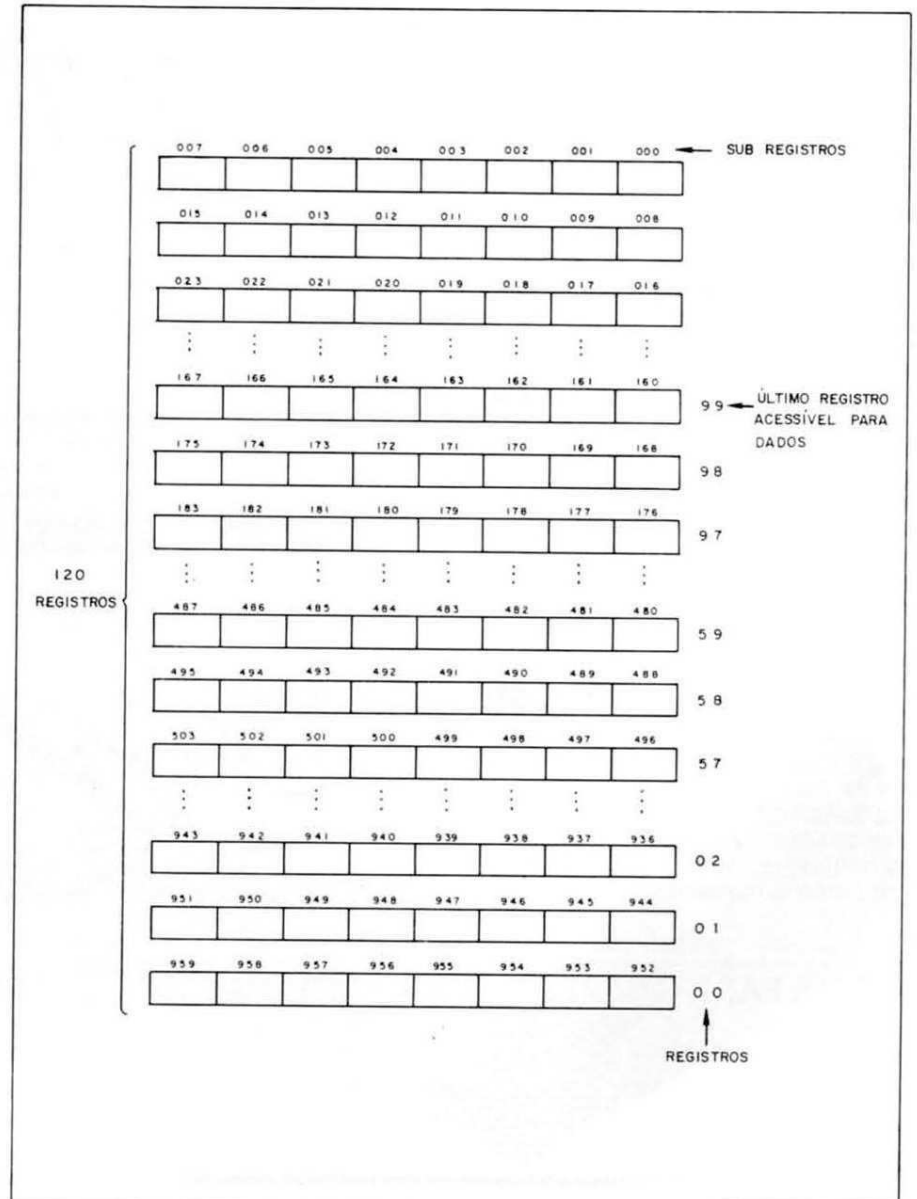 007 006 005 004 003 002 001 000 SUB REGISTROS
015 014 013 012 011 010 009 008
023 022 021 020 019 018 017 016
167 166 165 164 163 162 161 160
99 ÚLTIMO REGISTRO
ACESSÍVEL PARA
DADOS
175 174 173 172 171 170 169 168
98
183 182 181 180 179 178 177 176
97
120
REGISTROS
487 486 485 484 483 482 481 480
59
495 494 493 492 491 490 489 488
58
503 502 501 500 499 498 497 496
57
943 942 941 940 939 938 937 936
02
951 950 949 948 947 946 945 944
01
959 958 957 956 955 954 953 952
00
REGISTROS